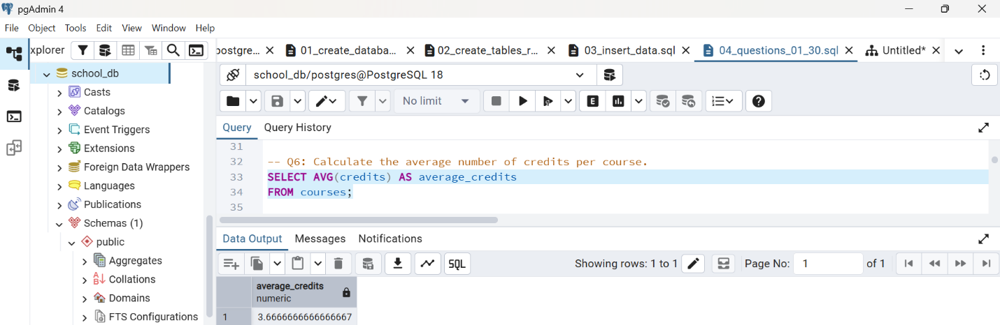 pgAdmin 4
File Object Tools Edit View Window Help
xplorer
postgre... 01_create_databa... 02_create_tables_r... 03_insert_data.sql 04_questions_01_30.sql Untitled*
school_db
Casts
Catalogs
Event Triggers
Extensions
Foreign Data Wrappers
Languages
Publications
Schemas (1)
public
Aggregates
Collations
Domains
FTS Configurations
school_db/postgres@PostgreSQL 18
No limit
E
Query Query History
31
32 -- Q6: Calculate the average number of credits per course.
33 SELECT AVG(credits) AS average_credits
34 FROM courses;
35
Data Output Messages Notifications
SQL Showing rows: 1 to 1 Page No: 1 of 1
average_credits
numeric
1 3.6666666666666667